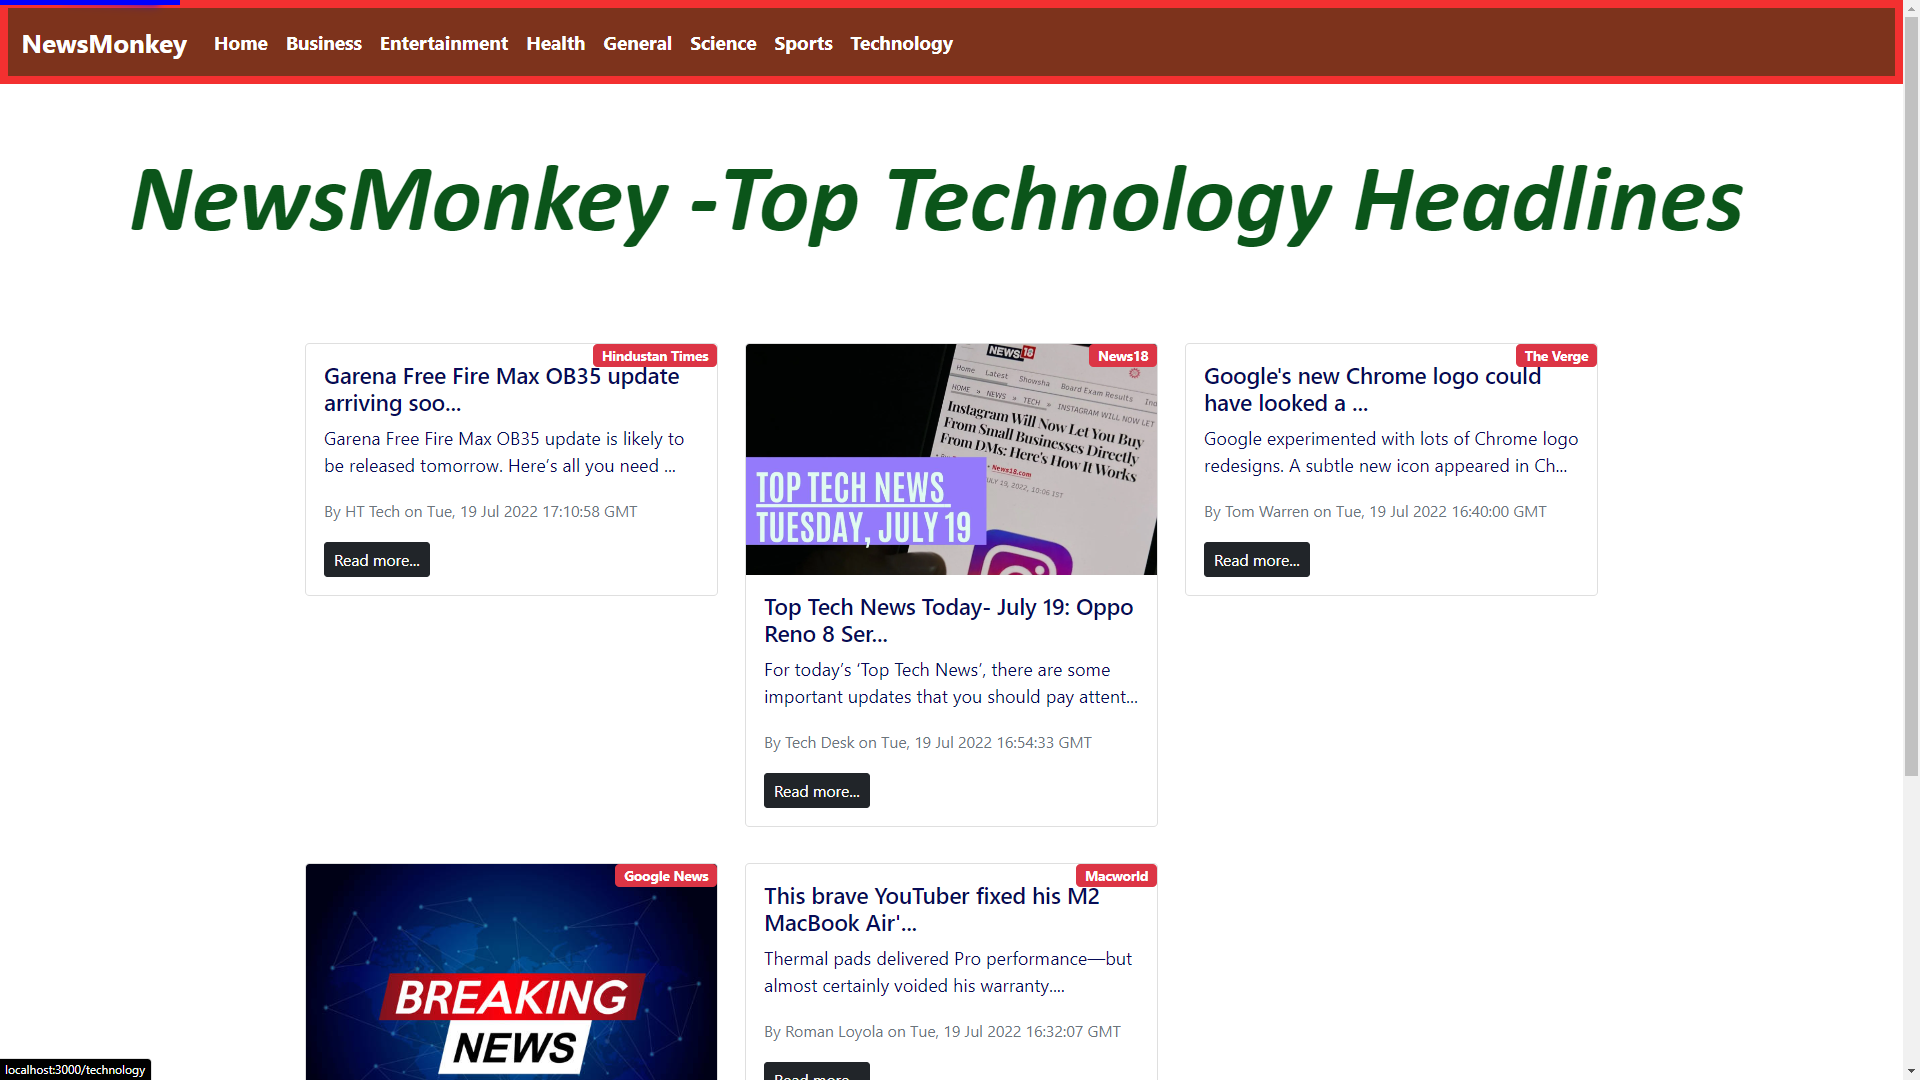 NewsMonkey Home Business Entertainment Health General Science Sports Technology
NewsMonkey -Top Technology Headlines
Hindustan Times
Garena Free Fire Max OB35 update
arriving soo...
Garena Free Fire Max OB35 update is likely to
be released tomorrow. Here’s all you need ...
By HT Tech on Tue, 19 Jul 2022 17:10:58 GMT
Read more...
News18
NEWS 18
Home Latest Showsha Board Exam Results
HOME » NEWS » TECH » INSTAGRAM WILL NOW LET
Instagram Will Now Let You Buy
From Small Businesses Directly
From DMs: Here's How It Works
News18.com
JULY 19, 2022, 10:06 IST
TOP TECH NEWS
TUESDAY, JULY 19
Top Tech News Today- July 19: Oppo
Reno 8 Ser...
For today’s ‘Top Tech News’, there are some
important updates that you should pay attent...
By Tech Desk on Tue, 19 Jul 2022 16:54:33 GMT
Read more...
The Verge
Google's new Chrome logo could
have looked a ...
Google experimented with lots of Chrome logo
redesigns. A subtle new icon appeared in Ch...
By Tom Warren on Tue, 19 Jul 2022 16:40:00 GMT
Read more...
Google News
BREAKING
NEWS
Macworld
This brave YouTuber fixed his M2
MacBook Air'...
Thermal pads delivered Pro performance—but
almost certainly voided his warranty....
By Roman Loyola on Tue, 19 Jul 2022 16:32:07 GMT
Read more...
localhost:3000/technology